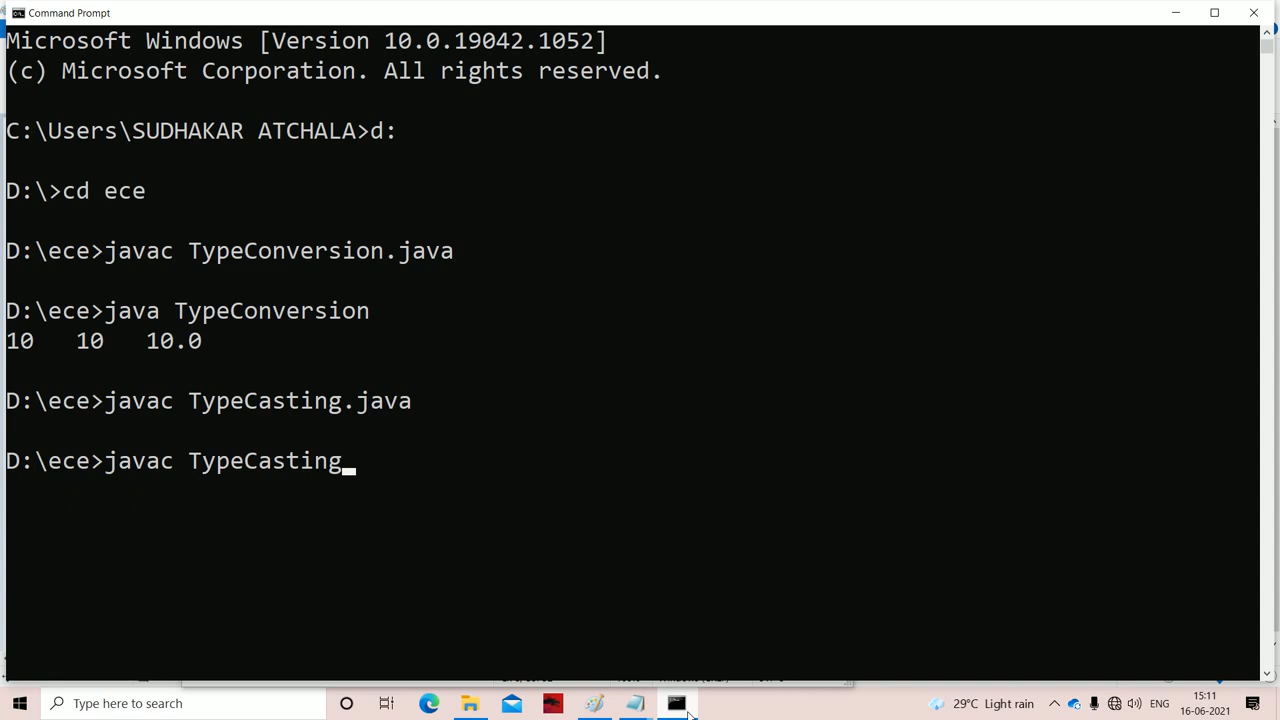 Command Prompt
Microsoft Windows [Version 10.0.19042.1052]
(c) Microsoft Corporation. All rights reserved.
C:\Users\SUDHAKAR ATCHALA>d:
D:\>cd ece
D:\ece>javac TypeConversion.java
D:\ece>java TypeConversion
10   10   10.0
D:\ece>javac TypeCasting.java
D:\ece>javac TypeCasting
Type here to search
29°C Light rain
ENG
15:11
16-06-2021